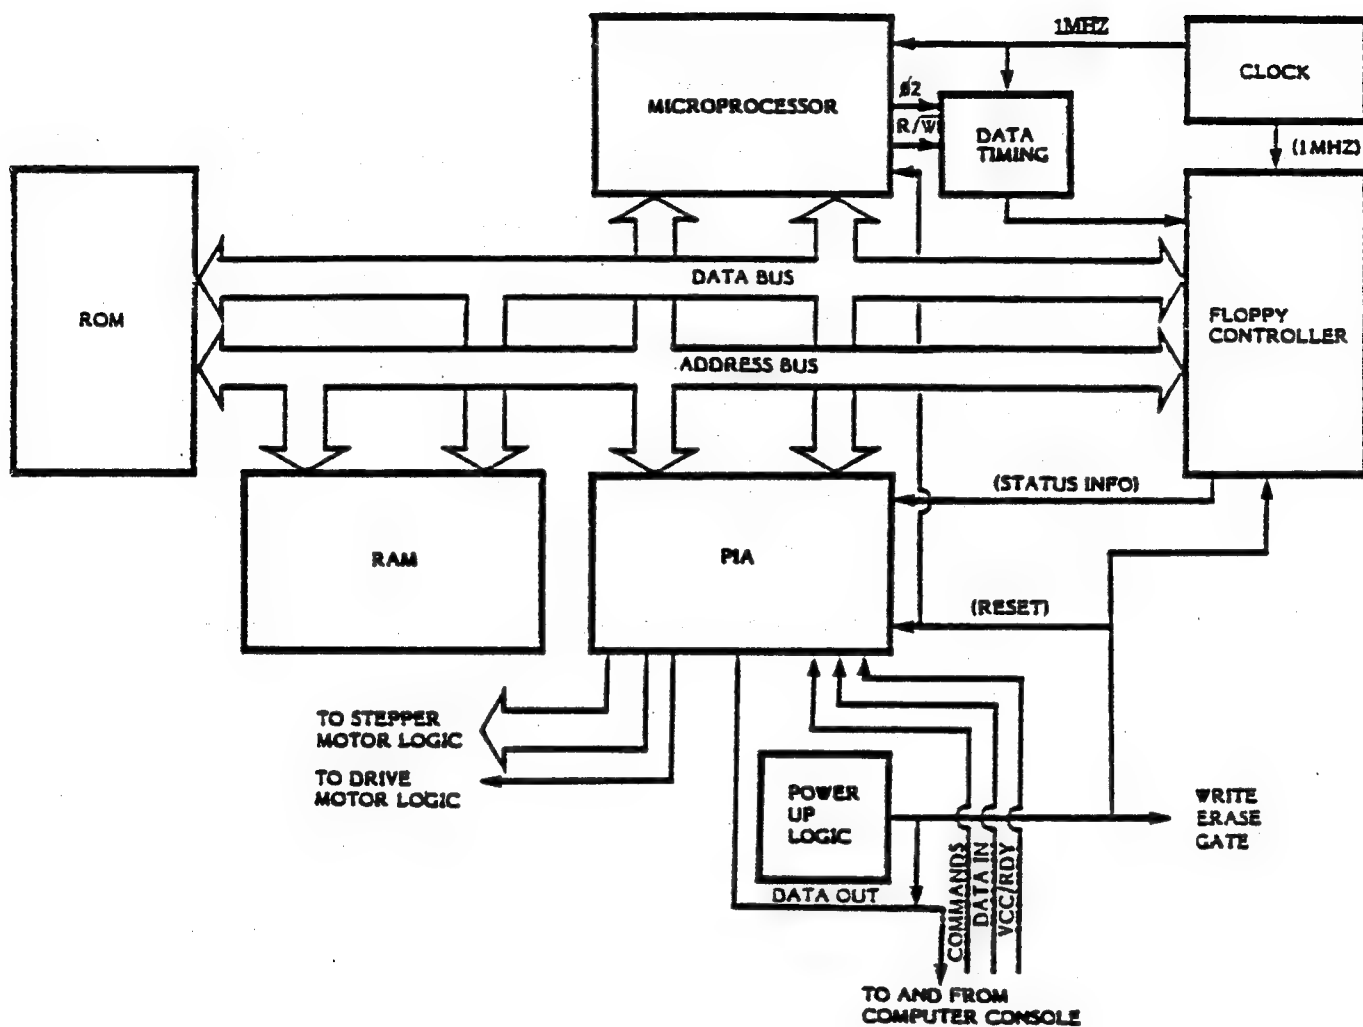 1MHZ
CLOCK
MICROPROCESSOR
ø2
R/W̅
DATA
TIMING
(1MHZ)
DATA BUS
ROM
FLOPPY
CONTROLLER
ADDRESS BUS
(STATUS INFO)
RAM
PIA
(RESET)
TO STEPPER
MOTOR LOGIC
TO DRIVE
MOTOR LOGIC
POWER
UP
LOGIC
WRITE
ERASE
GATE
DATA OUT
COMMANDS
DATA IN
VCC/RDY
TO AND FROM
COMPUTER CONSOLE